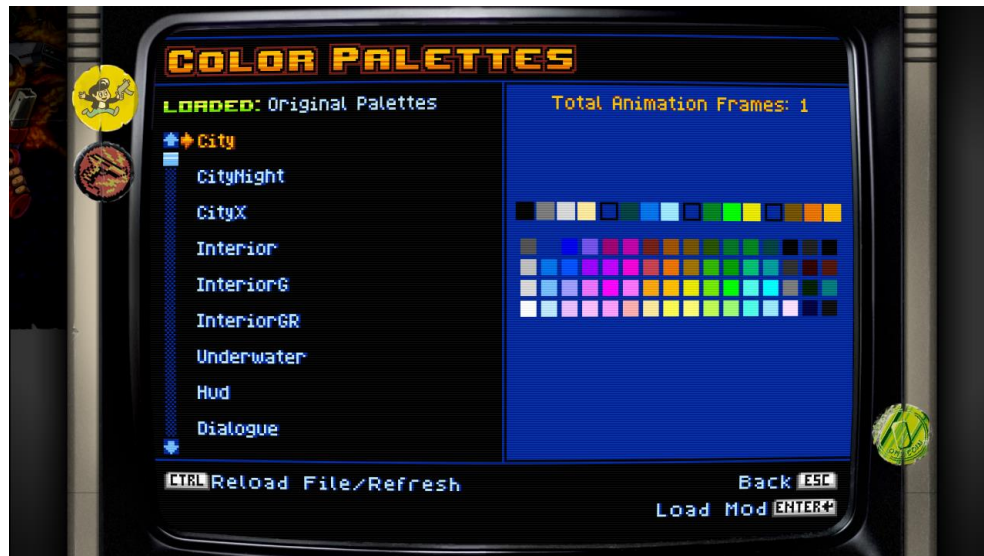 COLOR PALETTES
LOADED: Original Palettes
Total Animation Frames: 1
City
CityNight
CityX
Interior
InteriorG
InteriorGR
Underwater
Hud
Dialogue
CTRL Reload File/Refresh
Back ESC
Load Mod ENTER